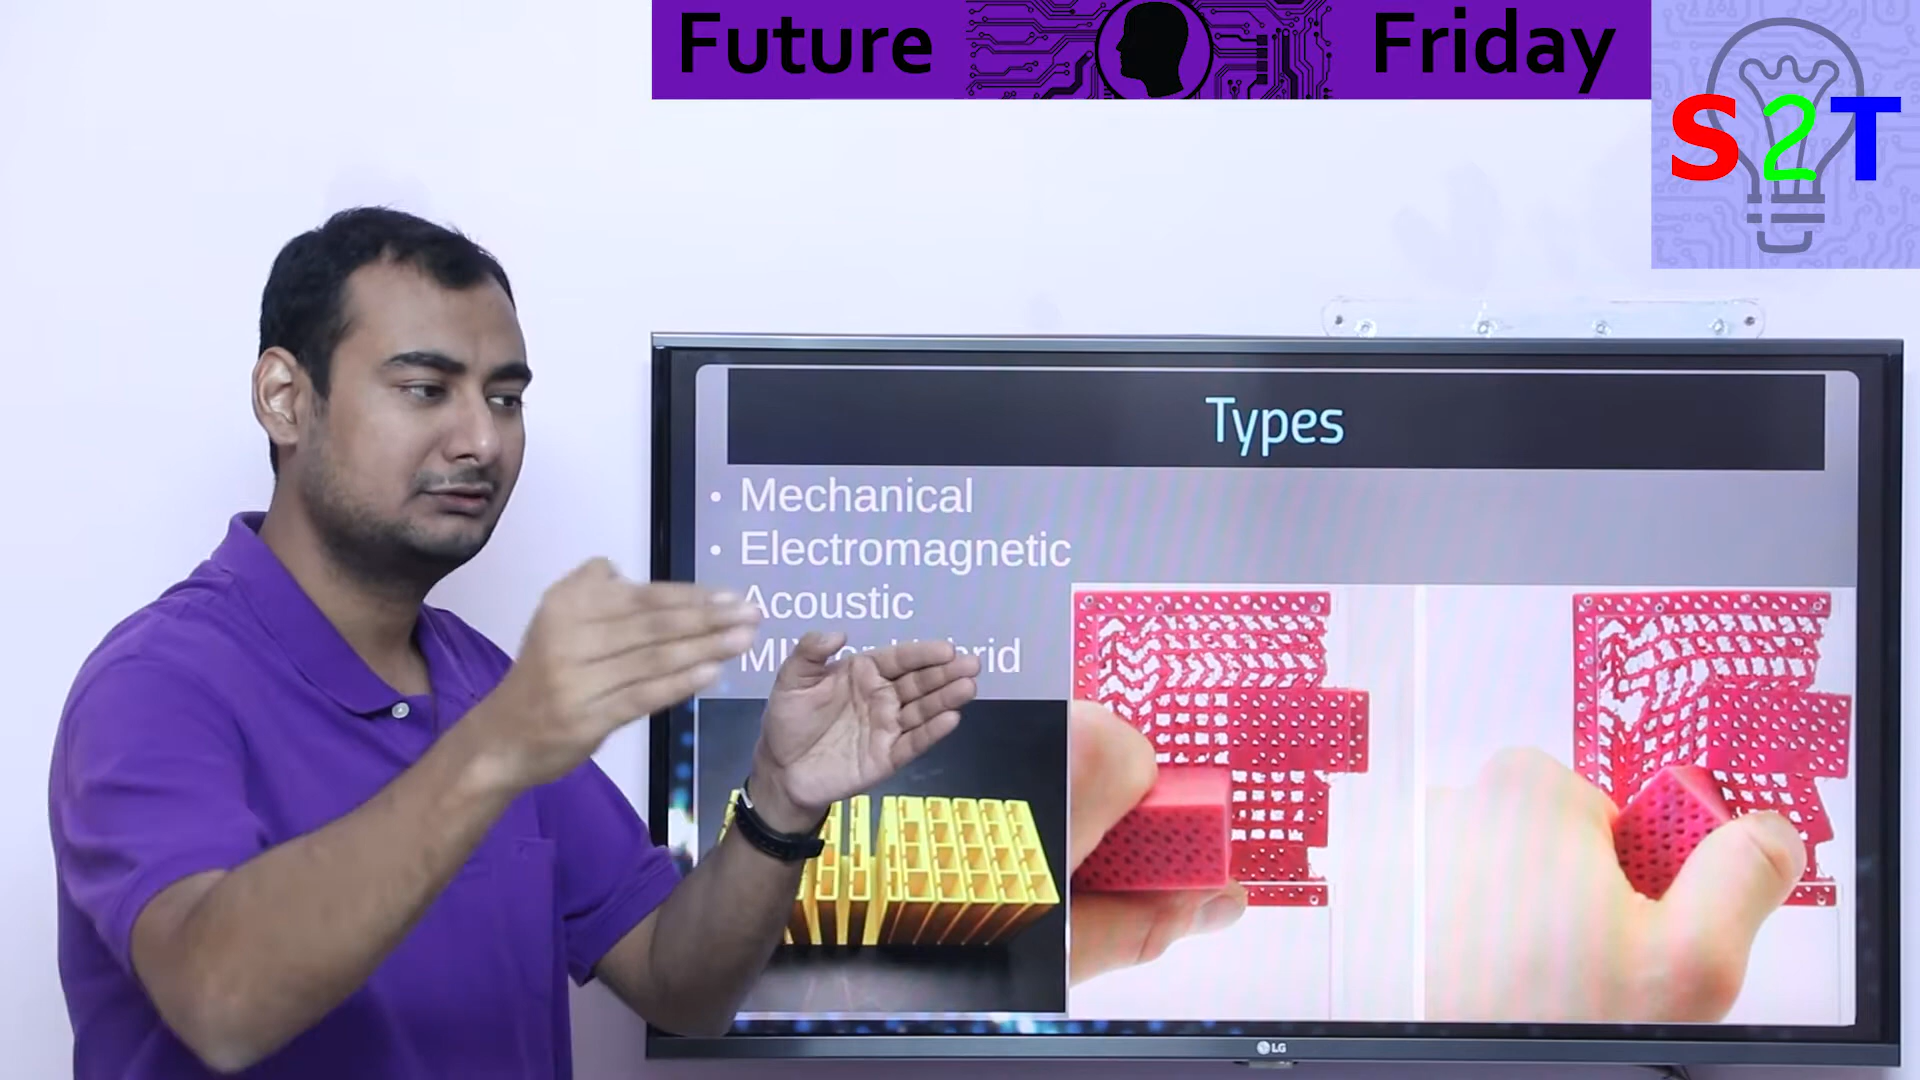 Future Friday
S2T
Types
• Mechanical
• Electromagnetic
Acoustic
LG